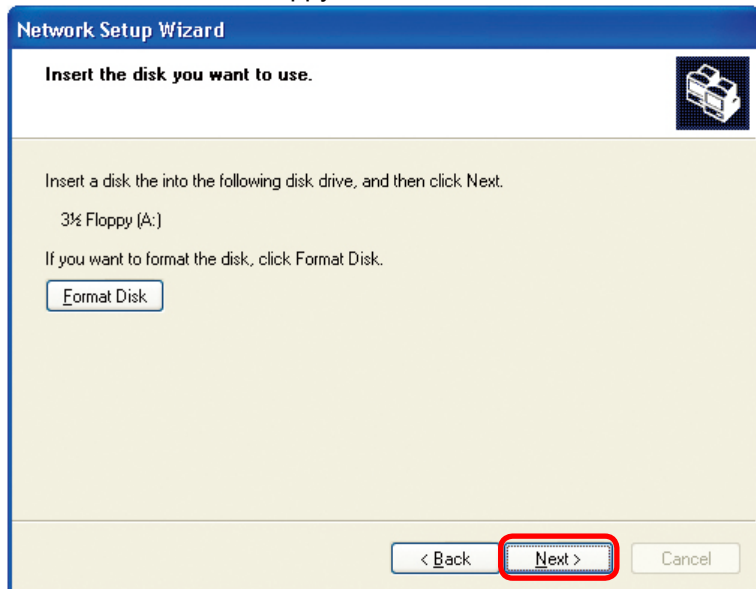 Network Setup Wizard
Insert the disk you want to use.
Insert a disk the into the following disk drive, and then click Next.
3½ Floppy (A:)
If you want to format the disk, click Format Disk.
Format Disk
< Back Next > Cancel